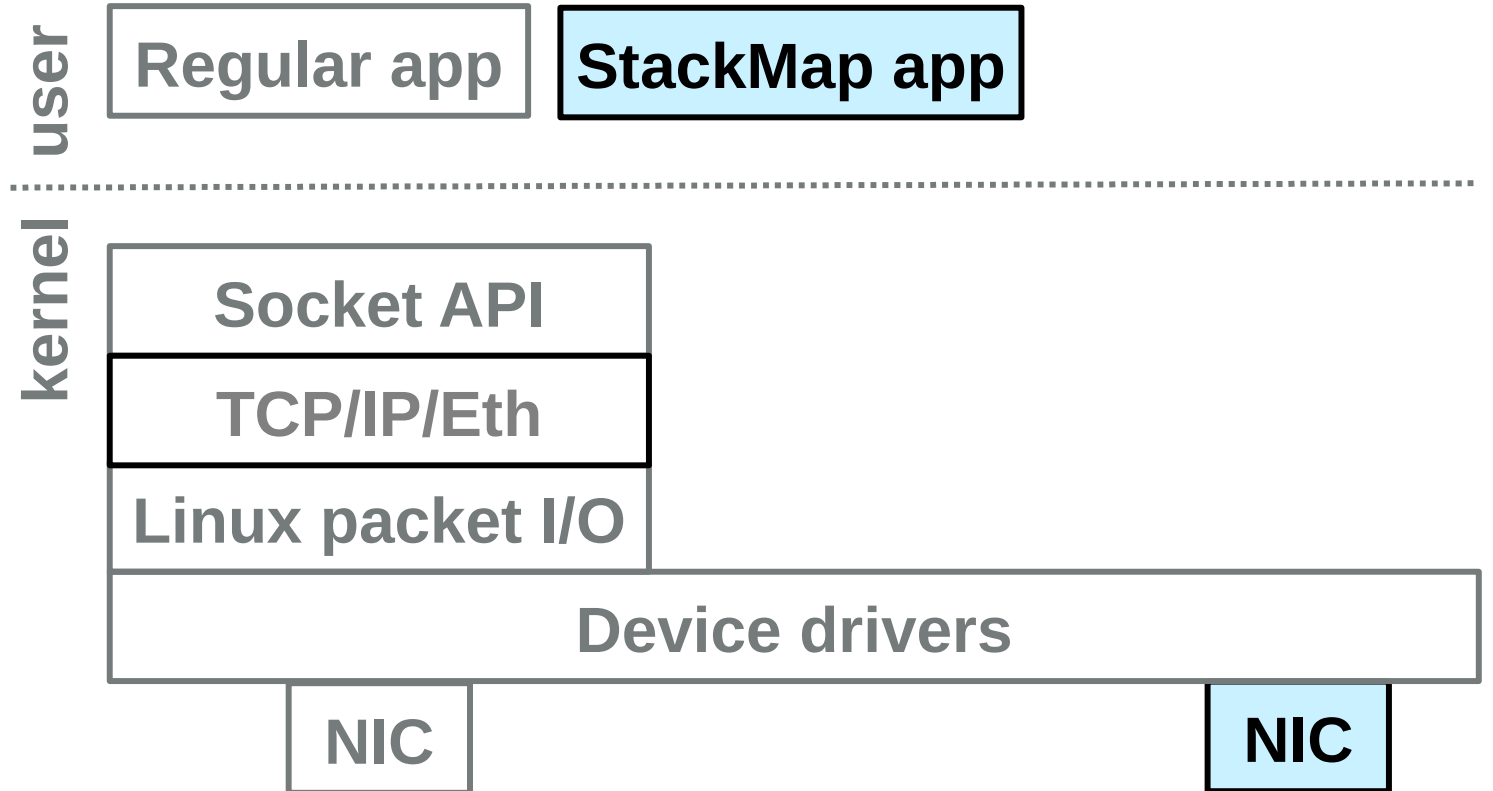 user
Regular app
StackMap app
kernel
Socket API
TCP/IP/Eth
Linux packet I/O
Device drivers
NIC
NIC